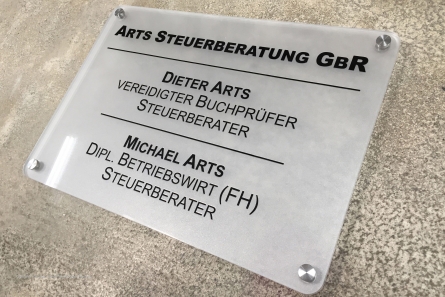 Arts Steuerberatung GbR
Dieter Arts
vereidigter Buchprüfer
Steuerberater
Michael Arts
Dipl. Betriebswirt (FH)
Steuerberater